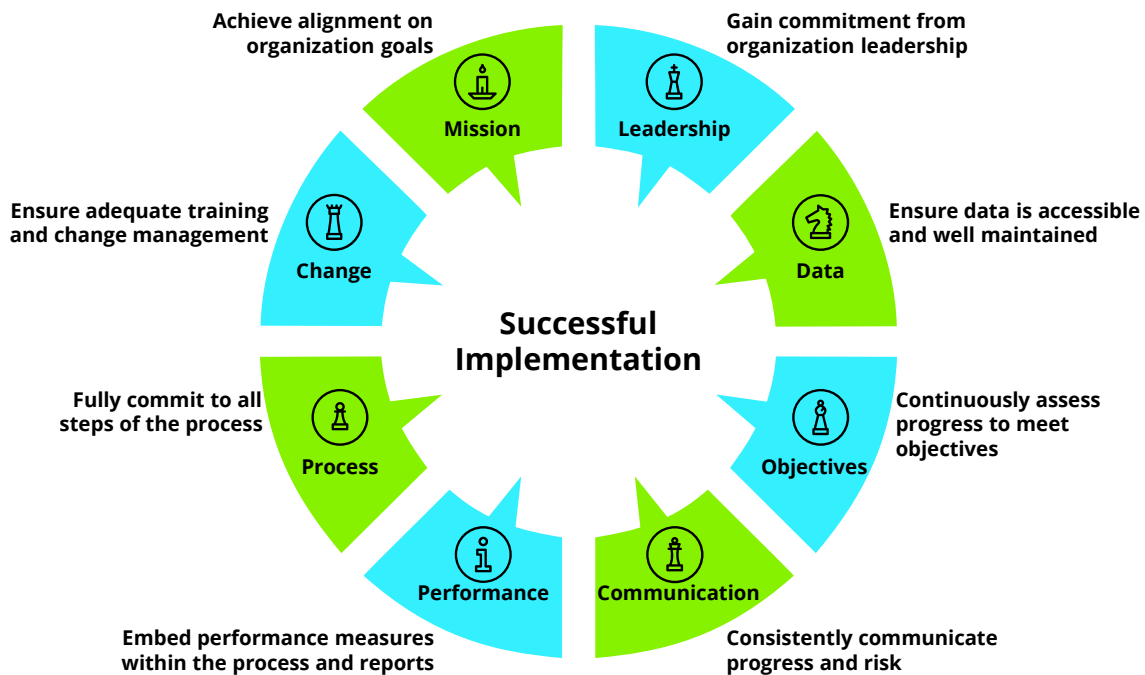 Achieve alignment on
organization goals
Mission
Gain commitment from
organization leadership
Leadership
Ensure data is accessible
and well maintained
Data
Continuously assess
progress to meet
objectives
Objectives
Consistently communicate
progress and risk
Communication
Embed performance measures
within the process and reports
Performance
Fully commit to all
steps of the process
Process
Ensure adequate training
and change management
Change
Successful
Implementation